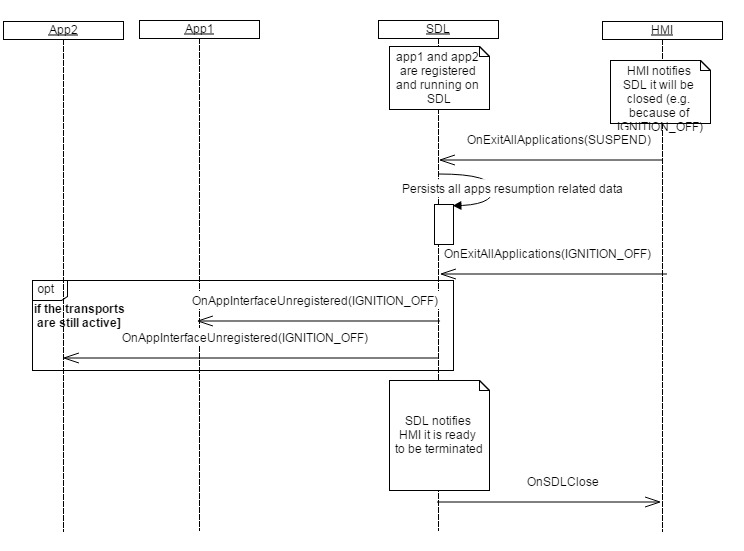 App2
App1
SDL
HMI
app1 and app2
are registered
and running on
SDL
HMI notifies
SDL it will be
closed (e.g.
because of
IGNITION_OFF)
OnExitAllApplications(SUSPEND)
Persists all apps resumption related data
OnExitAllApplications(IGNITION_OFF)
opt
if the transports
are still active]
OnAppInterfaceUnregistered(IGNITION_OFF)
OnAppInterfaceUnregistered(IGNITION_OFF)
SDL notifies
HMI it is ready
to be terminated
OnSDLClose